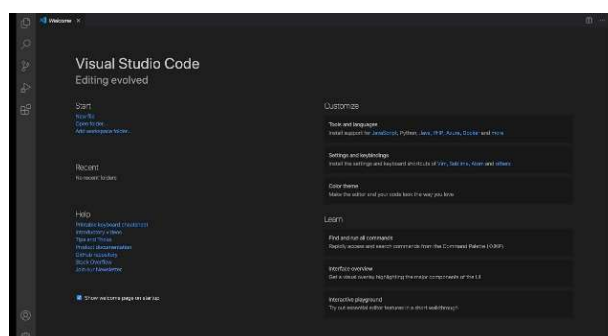 Welcome
Visual Studio Code
Editing evolved
Start
New file
Open folder...
Add workspace folder...
Recent
No recent folders
Help
Printable keyboard cheatsheet
Introductory videos
Tips and Tricks
Product documentation
GitHub repository
Stack Overflow
Join our Newsletter
Show welcome page on startup
Customize
Tools and languages
Install support for JavaScript, Python, Java, PHP, Azure, Docker and more
Settings and keybindings
Install the settings and keyboard shortcuts of Vim, Sublime, Atom and others
Color theme
Make the editor and your code look the way you love
Learn
Find and run all commands
Rapidly access and search commands from the Command Palette (⇧⌘P)
Interface overview
Get a visual overlay highlighting the major components of the UI
Interactive playground
Try out essential editor features in a short walkthrough